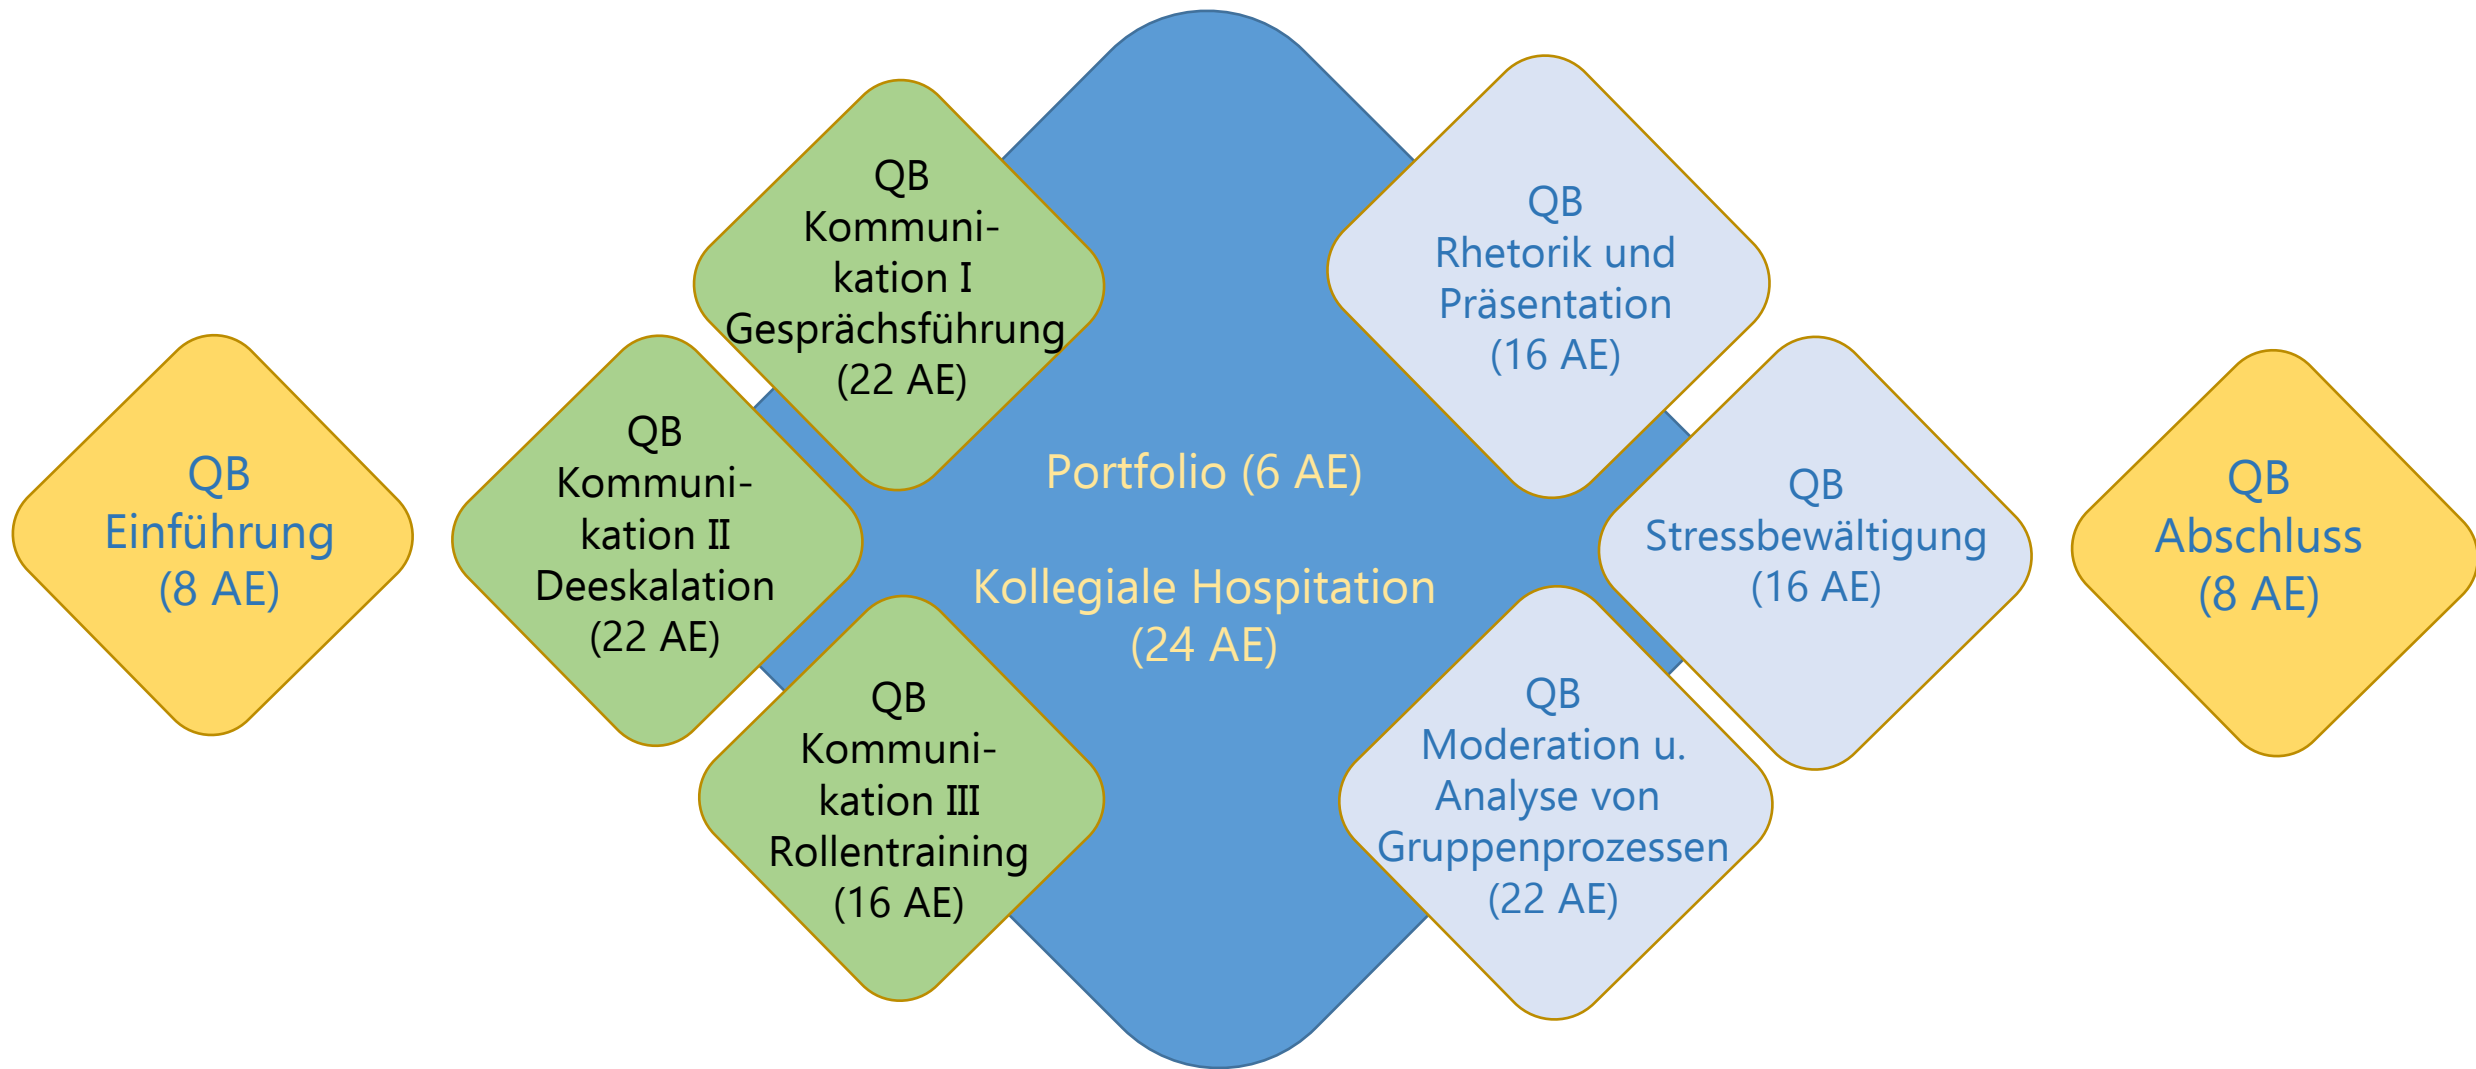 QB
Einführung
(8 AE)
QB
Kommuni-
kation I
Gesprächsführung
(22 AE)
QB
Kommuni-
kation II
Deeskalation
(22 AE)
QB
Kommuni-
kation III
Rollentraining
(16 AE)
Portfolio (6 AE)
Kollegiale Hospitation
(24 AE)
QB
Rhetorik und
Präsentation
(16 AE)
QB
Stressbewältigung
(16 AE)
QB
Moderation u.
Analyse von
Gruppenprozessen
(22 AE)
QB
Abschluss
(8 AE)